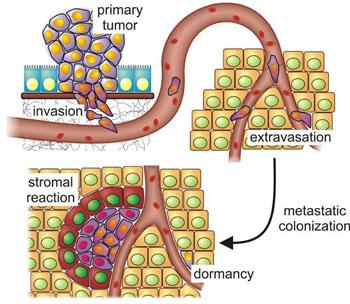 primary
tumor
invasion
extravasation
stromal
reaction
metastatic
colonization
dormancy